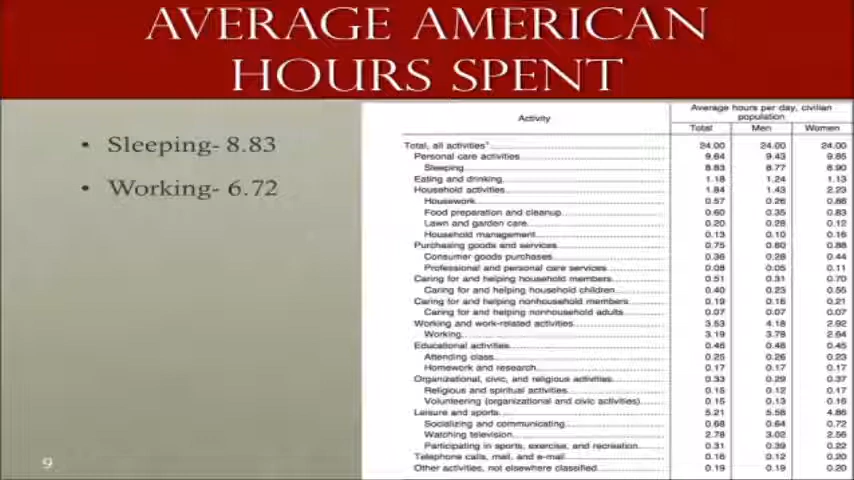 AVERAGE AMERICAN
HOURS SPENT
• Sleeping- 8.83
• Working- 6.72
Activity
Average hours per day, civilian
population
Total Men Women
Total, all activities¹ 24.00 24.00 24.00
Personal care activities 9.64 9.43 9.85
Sleeping 8.83 8.77 8.90
Eating and drinking 1.18 1.24 1.13
Household activities 1.84 1.43 2.23
Housework 0.57 0.26 0.86
Food preparation and cleanup 0.60 0.35 0.83
Lawn and garden care 0.20 0.28 0.12
Household management 0.13 0.10 0.16
Purchasing goods and services 0.75 0.60 0.88
Consumer goods purchases 0.36 0.28 0.44
Professional and personal care services 0.08 0.05 0.11
Caring for and helping household members 0.51 0.31 0.70
Caring for and helping household children 0.40 0.23 0.55
Caring for and helping nonhousehold members 0.19 0.16 0.21
Caring for and helping nonhousehold adults 0.07 0.07 0.07
Working and work-related activities 3.53 4.18 2.92
Working 3.19 3.78 2.64
Educational activities 0.46 0.48 0.45
Attending class 0.25 0.26 0.23
Homework and research 0.17 0.17 0.17
Organizational, civic, and religious activities 0.33 0.29 0.37
Religious and spiritual activities 0.15 0.12 0.17
Volunteering (organizational and civic activities) 0.15 0.13 0.16
Leisure and sports 5.21 5.58 4.86
Socializing and communicating 0.68 0.64 0.72
Watching television 2.78 3.02 2.56
Participating in sports, exercise, and recreation 0.31 0.39 0.22
Telephone calls, mail, and e-mail 0.16 0.12 0.20
Other activities, not elsewhere classified 0.19 0.19 0.20
9